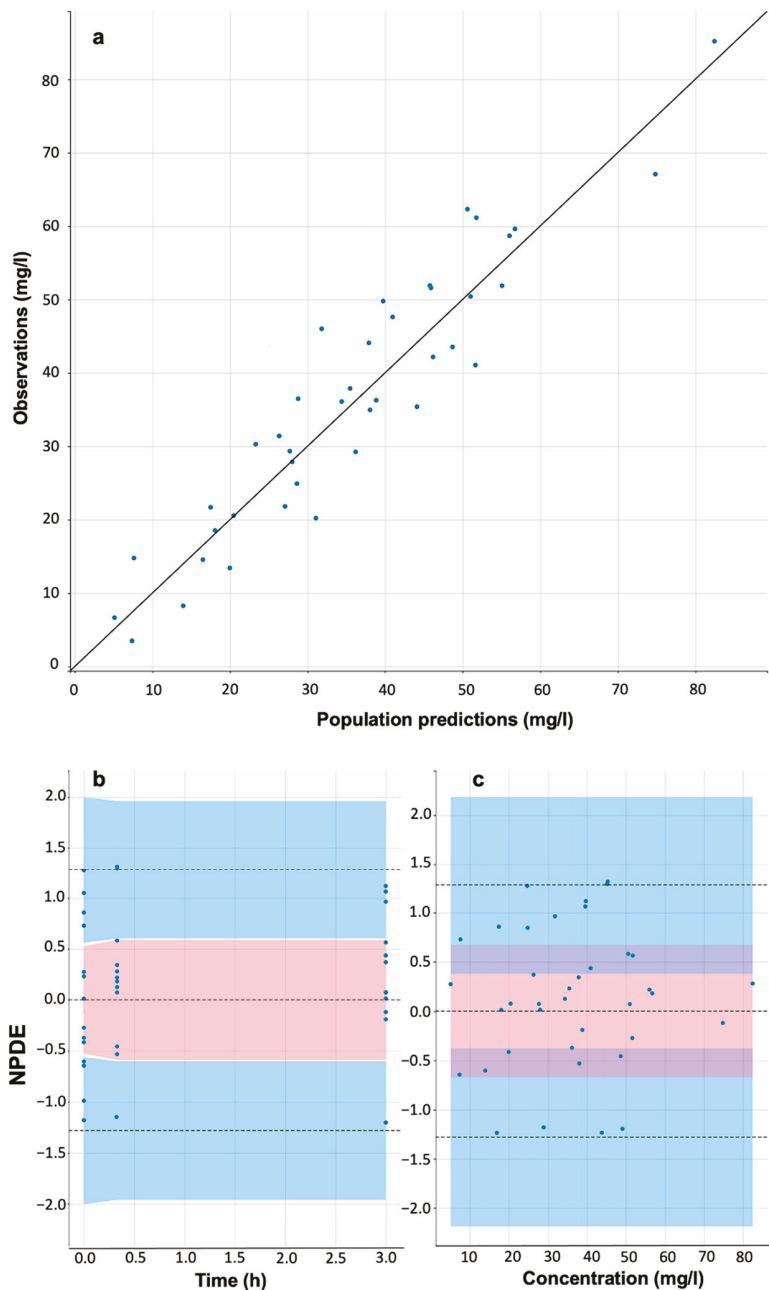 a
80
70
60
50
40
30
20
10
0
Observations (mg/l)
0 10 20 30 40 50 60 70 80
Population predictions (mg/l)
b
2.0
1.5
1.0
0.5
0.0
−0.5
−1.0
−1.5
−2.0
NPDE
0.0 0.5 1.0 1.5 2.0 2.5 3.0
Time (h)
c
2.0
1.5
1.0
0.5
0.0
−0.5
−1.0
−1.5
−2.0
10 20 30 40 50 60 70 80
Concentration (mg/l)